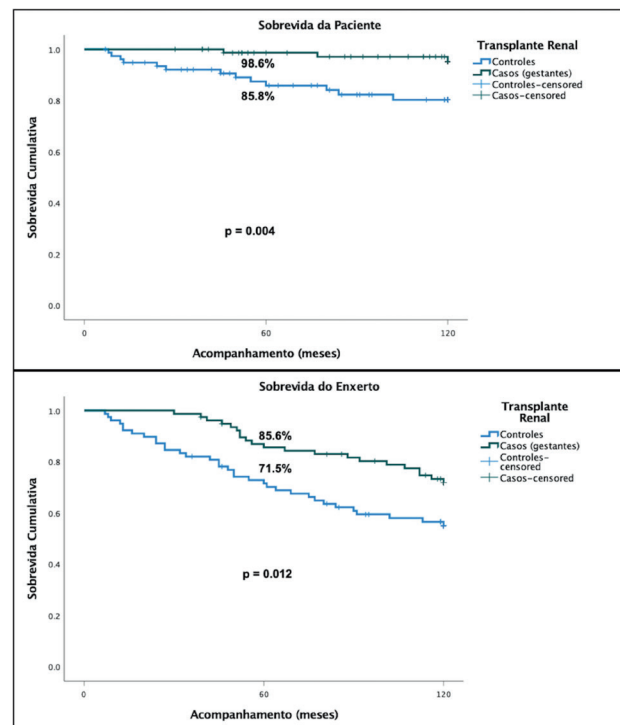 Sobrevida da Paciente
Transplante Renal
Controles
Casos (gestantes)
Controles-censored
Casos-censored
Sobrevida Cumulativa
1.0
0.8
0.6
0.4
0.2
0.0
98.6%
85.8%
p = 0.004
0
60
120
Acompanhamento (meses)
Sobrevida do Enxerto
Transplante
Renal
Controles
Casos (gestantes)
Controles-
censored
Casos-censored
Sobrevida Cumulativa
1.0
0.8
0.6
0.4
0.2
0.0
85.6%
71.5%
p = 0.012
0
60
120
Acompanhamento (meses)